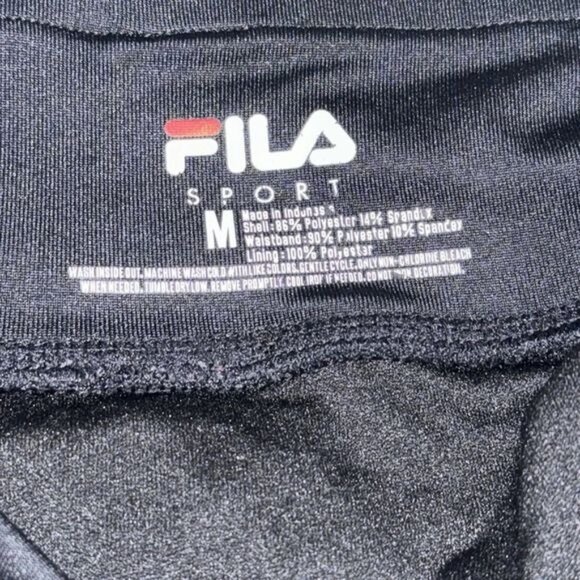 FILA
SPORT
M
Made in
Shell: 86% Polyester 14% Spandex
Waistband: 90% Polyester 10% Spandex
Lining: 100% Polyester
WASH INSIDE OUT. MACHINE WASH COLD WITH LIKE COLORS. GENTLE CYCLE. ONLY NON-CHLORINE BLEACH
WHEN NEEDED. TUMBLE DRY LOW. REMOVE PROMPTLY. COOL IRON IF NEEDED. DO NOT IRON DECORATION.